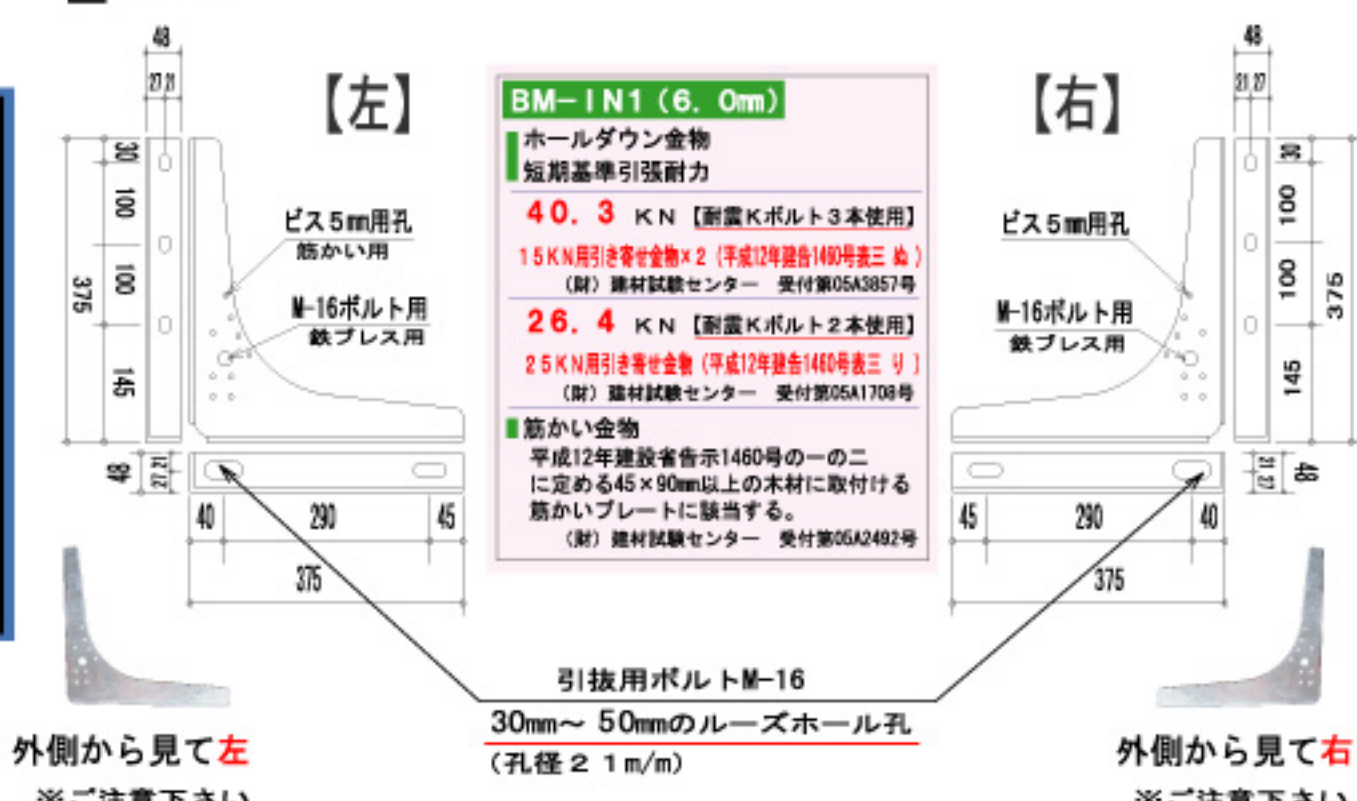 【左】
48
27 21
30
100
100
145
375
ビス5mm用孔
筋かい用
M-16ボルト用
鉄ブレス用
48
27 21
40
290
45
375
外側から見て左
※ご注意下さい
BM-IN1(6.0mm)
ホールダウン金物
短期基準引張耐力
40.3 KN【耐震Kボルト3本使用】
15KN用引き寄せ金物×2(平成12年建告1460号表三 ぬ)
(財)建材試験センター 受付第05A3857号
26.4 KN【耐震Kボルト2本使用】
25KN用引き寄せ金物(平成12年建告1460号表三 り)
(財)建材試験センター 受付第05A1708号
筋かい金物
平成12年建設省告示1460号の一の二
に定める45×90mm以上の木材に取付ける
筋かいプレートに該当する。
(財)建材試験センター 受付第05A2492号
引抜用ボルトM-16
30mm~50mmのルーズホール孔
(孔径21m/m)
【右】
48
21 27
30
100
100
145
375
ビス5mm用孔
M-16ボルト用
鉄ブレス用
21 27
48
45
290
40
375
外側から見て右
※ご注意下さい